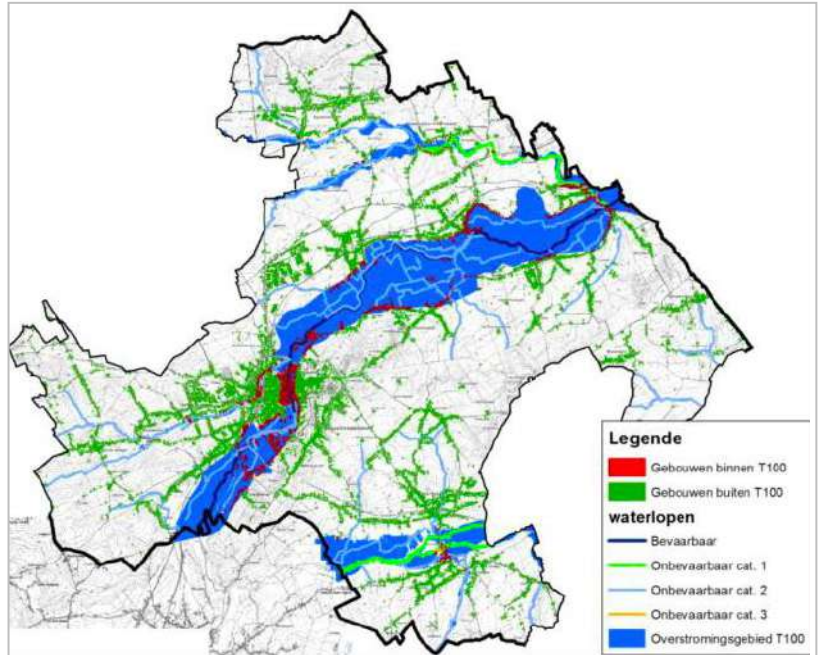 Legende
Gebouwen binnen T100
Gebouwen buiten T100
waterlopen
Bevaarbaar
Onbevaarbaar cat. 1
Onbevaarbaar cat. 2
Onbevaarbaar cat. 3
Overstromingsgebied T100